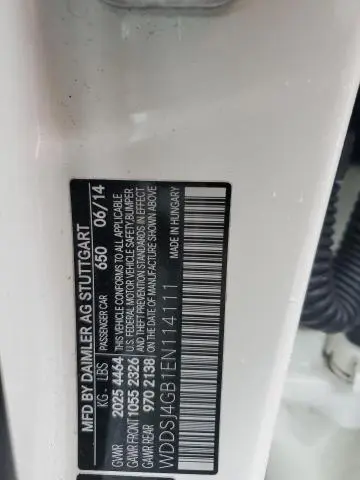 MFD BY DAIMLER AG STUTTGART
PASSENGER CAR 650 06/14
KG. LBS
GVWR 2025 4464
GAWR FRONT 1055 2326
GAWR REAR 970 2138
THIS VEHICLE CONFORMS TO ALL APPLICABLE
U.S. FEDERAL MOTOR VEHICLE SAFETY, BUMPER
AND THEFT PREVENTION STANDARDS IN EFFECT
ON THE DATE OF MANUFACTURE SHOWN ABOVE
WDDSJ4GB1EN114111
MADE IN HUNGARY